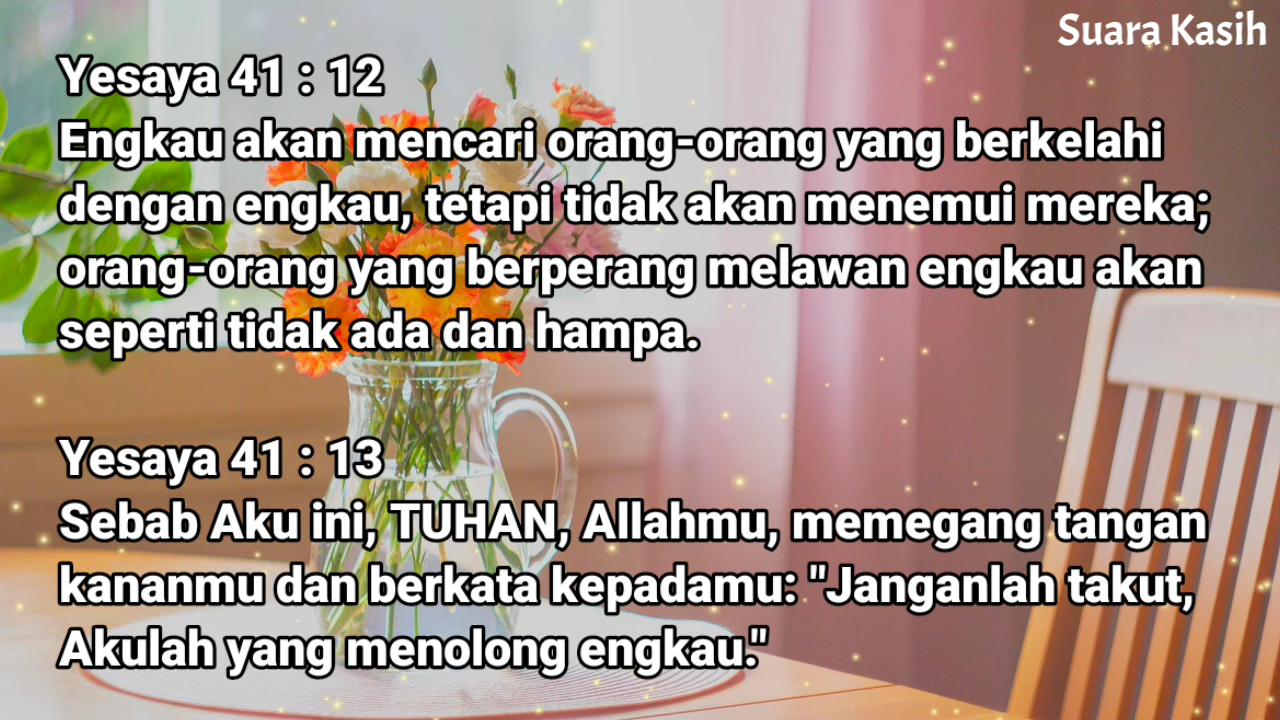 Suara Kasih
Yesaya 41 : 12
Engkau akan mencari orang-orang yang berkelahi
dengan engkau, tetapi tidak akan menemui mereka;
orang-orang yang berperang melawan engkau akan
seperti tidak ada dan hampa.
Yesaya 41 : 13
Sebab Aku ini, TUHAN, Allahmu, memegang tangan
kananmu dan berkata kepadamu: "Janganlah takut,
Akulah yang menolong engkau."